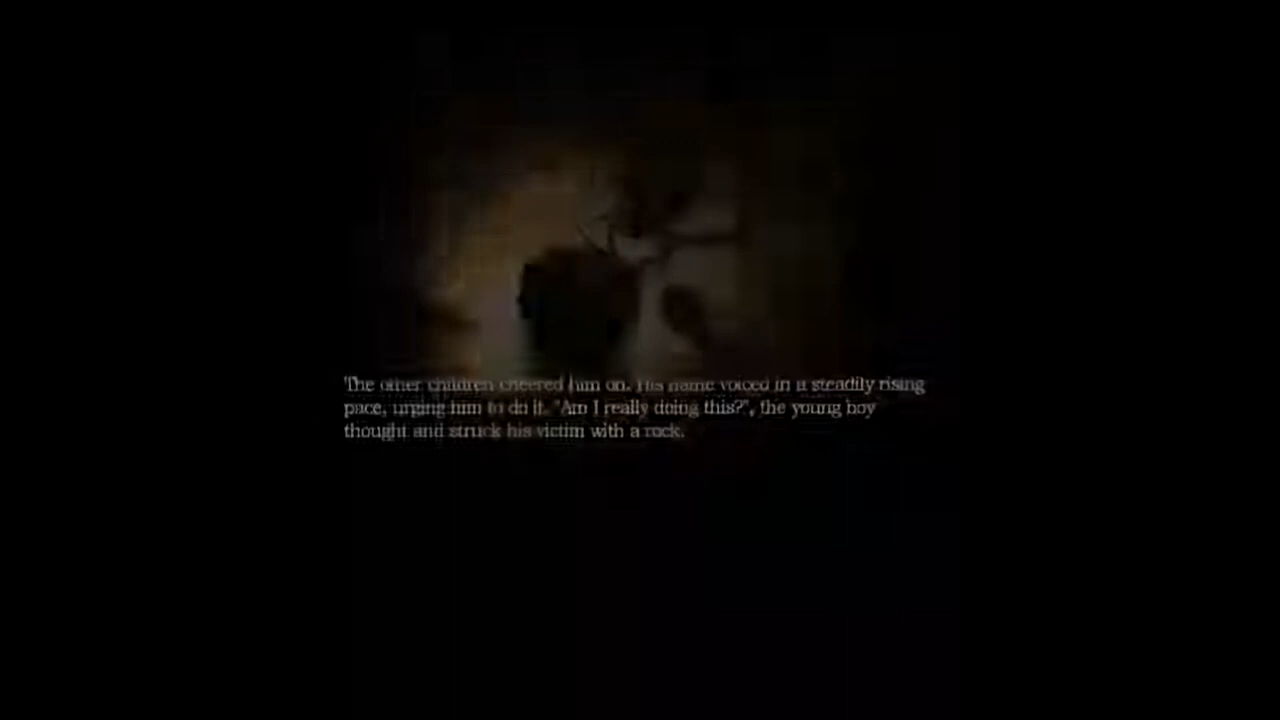 The other children cheered him on. His name voiced in a steadily rising
pace, urging him to do it. "Am I really doing this?", the young boy
thought and struck his victim with a rock.